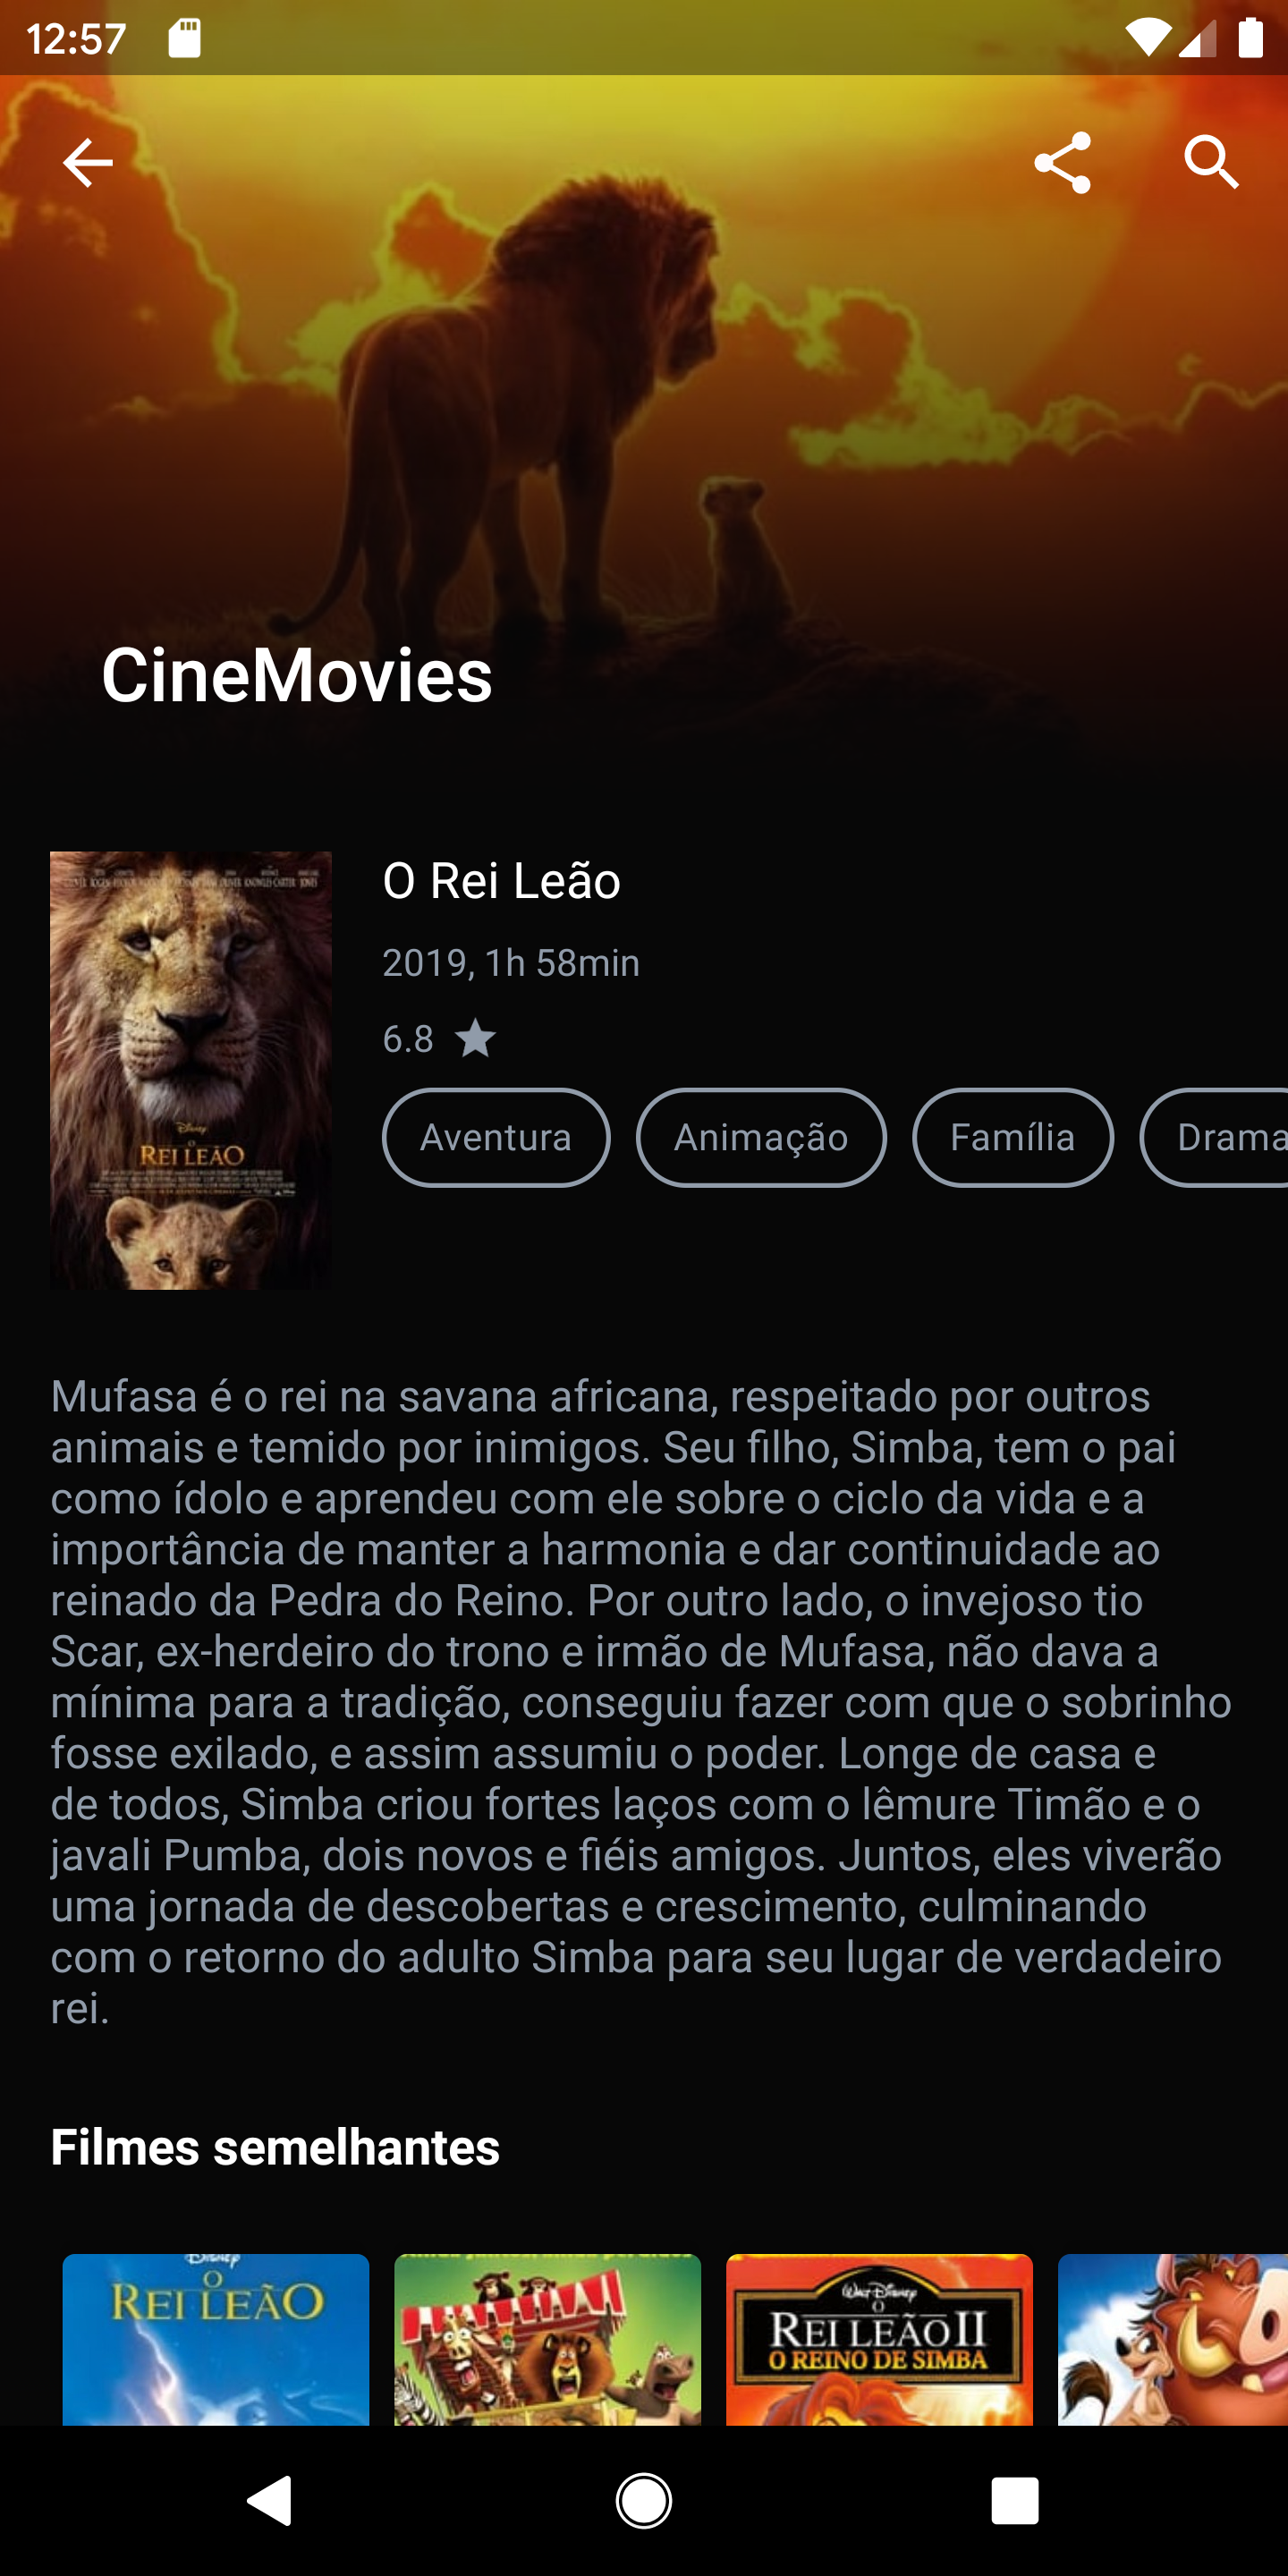 12:57
CineMovies
O Rei Leão
2019, 1h 58min
6.8
Aventura
Animação
Família
Drama
Disney
O
REI LEÃO
Mufasa é o rei na savana africana, respeitado por outros
animais e temido por inimigos. Seu filho, Simba, tem o pai
como ídolo e aprendeu com ele sobre o ciclo da vida e a
importância de manter a harmonia e dar continuidade ao
reinado da Pedra do Reino. Por outro lado, o invejoso tio
Scar, ex-herdeiro do trono e irmão de Mufasa, não dava a
mínima para a tradição, conseguiu fazer com que o sobrinho
fosse exilado, e assim assumiu o poder. Longe de casa e
de todos, Simba criou fortes laços com o lêmure Timão e o
javali Pumba, dois novos e fiéis amigos. Juntos, eles viverão
uma jornada de descobertas e crescimento, culminando
com o retorno do adulto Simba para seu lugar de verdadeiro
rei.
Filmes semelhantes
Disney
O
REI LEÃO
Walt Disney
O
REI LEÃO II
O REINO DE SIMBA